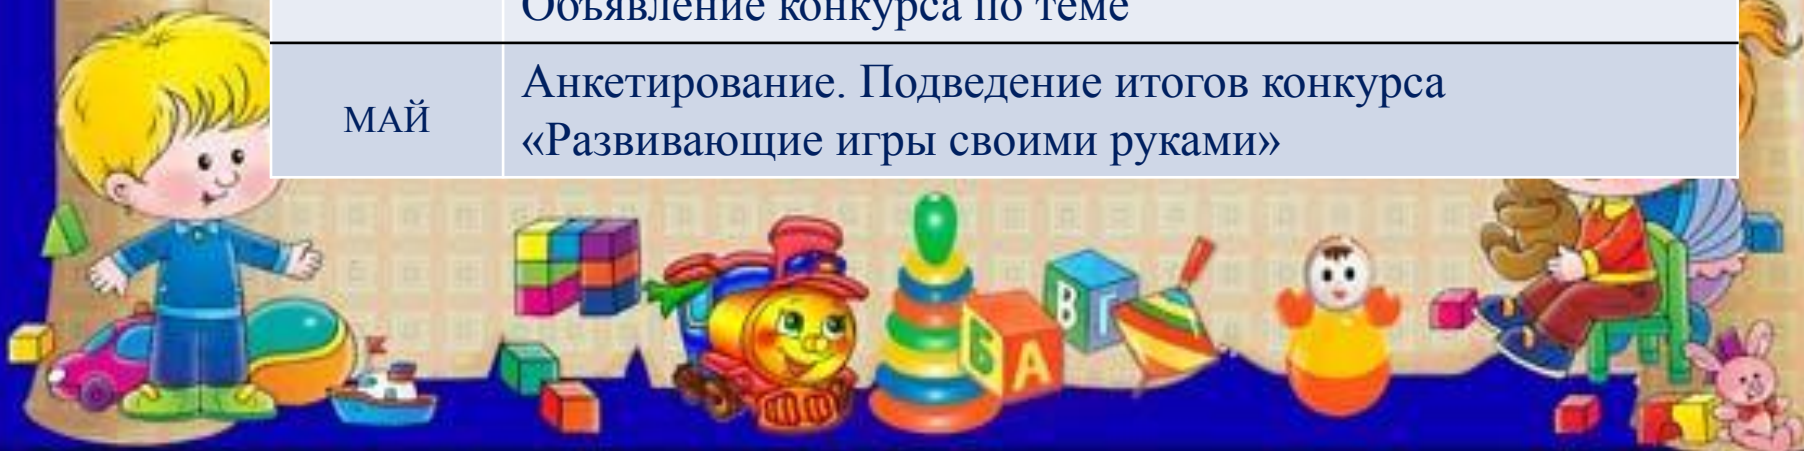 Объявление конкурса по теме
МАЙ
Анкетирование. Подведение итогов конкурса
«Развивающие игры своими руками»
Б А
В Г